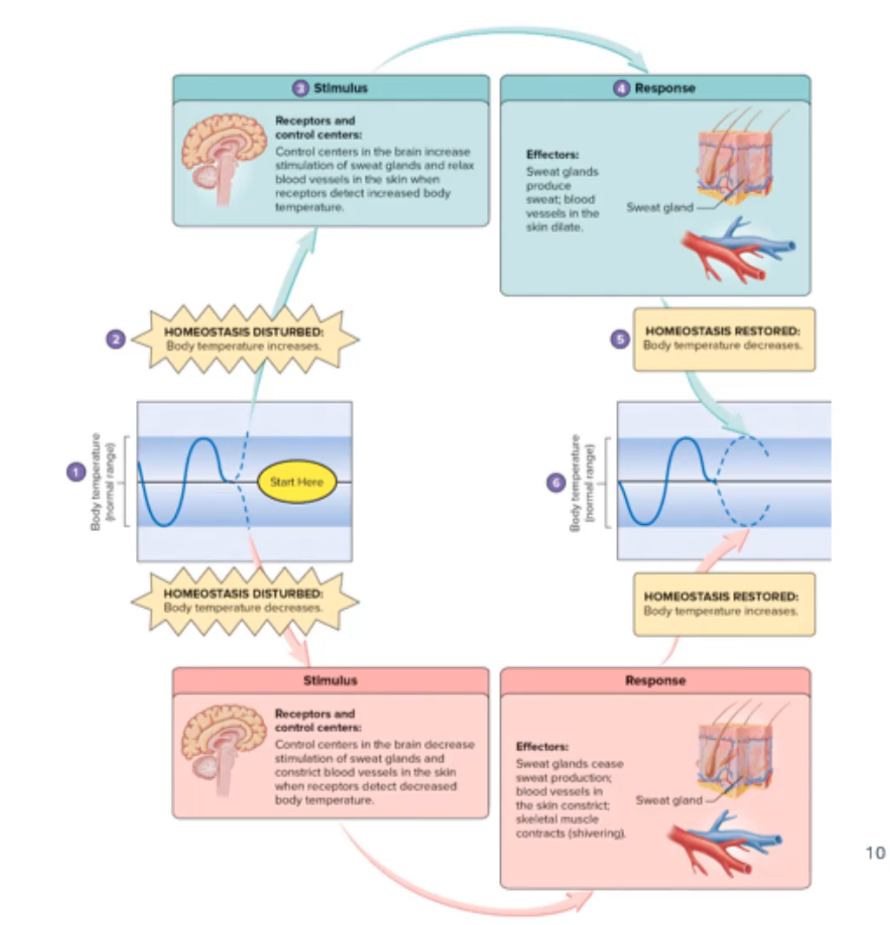 3 Stimulus
Receptors and
control centers:
Control centers in the brain increase
stimulation of sweat glands and relax
blood vessels in the skin when
receptors detect increased body
temperature.
4 Response
Effectors:
Sweat glands
produce
sweat; blood
vessels in the
skin dilate.
Sweat gland
2
HOMEOSTASIS DISTURBED:
Body temperature increases.
5
HOMEOSTASIS RESTORED:
Body temperature decreases.
1
Body temperature
(normal range)
Start Here
6
Body temperature
(normal range)
HOMEOSTASIS DISTURBED:
Body temperature decreases.
HOMEOSTASIS RESTORED:
Body temperature increases.
Stimulus
Receptors and
control centers:
Control centers in the brain decrease
stimulation of sweat glands and
constrict blood vessels in the skin
when receptors detect decreased
body temperature.
Response
Effectors:
Sweat glands cease
sweat production;
blood vessels in
the skin constrict;
skeletal muscle
contracts (shivering).
Sweat gland
10